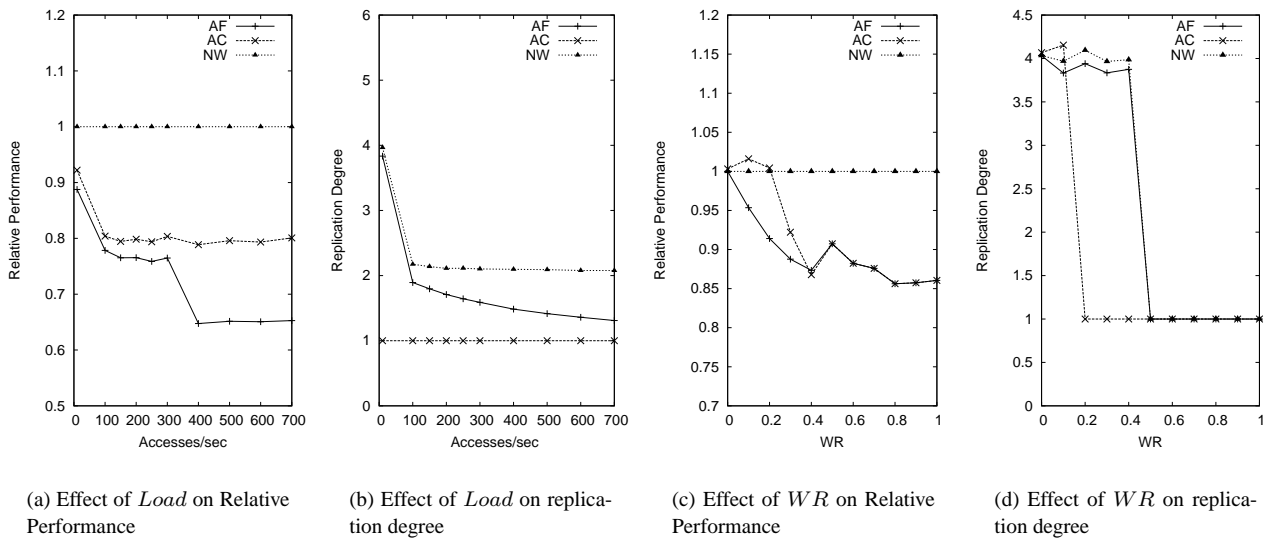 1.2
1.1
1
0.9
0.8
0.7
0.6
0.5
0 100 200 300 400 500 600 700
Relative Performance
Accesses/sec
AF
AC
NW
6
5
4
3
2
1
0
0 100 200 300 400 500 600 700
Replication Degree
Accesses/sec
AF
AC
NW
1.2
1.15
1.1
1.05
1
0.95
0.9
0.85
0.8
0.75
0.7
0 0.2 0.4 0.6 0.8 1
Relative Performance
WR
AF
AC
NW
4.5
4
3.5
3
2.5
2
1.5
1
0.5
0
0 0.2 0.4 0.6 0.8 1
Replication Degree
WR
AF
AC
NW
(a) Effect of Load on Relative
Performance
(b) Effect of Load on replica-
tion degree
(c) Effect of WR on Relative
Performance
(d) Effect of WR on replica-
tion degree